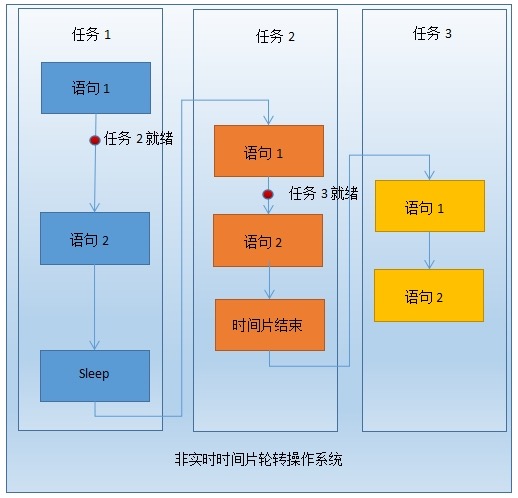 任务 1
语句 1
任务 2 就绪
语句 2
Sleep
任务 2
语句 1
任务 3 就绪
语句 2
时间片结束
任务 3
语句 1
语句 2
非实时时间片轮转操作系统